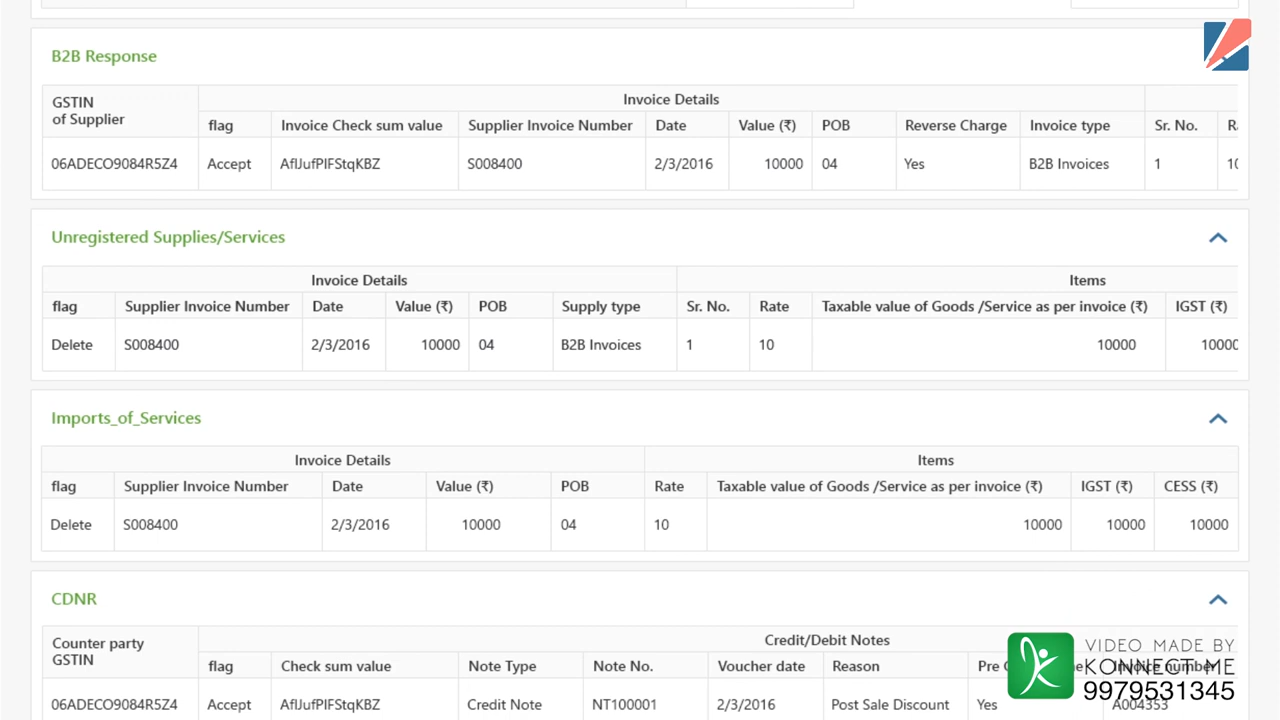 B2B Response
GSTIN of Supplier Invoice Details
flag Invoice Check sum value Supplier Invoice Number Date Value (₹) POB Reverse Charge Invoice type Sr. No.
06ADECO9084R5Z4 Accept AflJufPIFStqKBZ S008400 2/3/2016 10000 04 Yes B2B Invoices 1 10
Unregistered Supplies/Services
Invoice Details Items
flag Supplier Invoice Number Date Value (₹) POB Supply type Sr. No. Rate Taxable value of Goods /Service as per invoice (₹) IGST (₹)
Delete S008400 2/3/2016 10000 04 B2B Invoices 1 10 10000 10000
Imports_of_Services
Invoice Details Items
flag Supplier Invoice Number Date Value (₹) POB Rate Taxable value of Goods /Service as per invoice (₹) IGST (₹) CESS (₹)
Delete S008400 2/3/2016 10000 04 10 10000 10000 10000
CDNR
Counter party GSTIN Credit/Debit Notes
flag Check sum value Note Type Note No. Voucher date Reason Pre Invoice number
06ADECO9084R5Z4 Accept AflJufPIFStqKBZ Credit Note NT100001 2/3/2016 Post Sale Discount Yes A004353
VIDEO MADE BY
KONNECT ME
9979531345